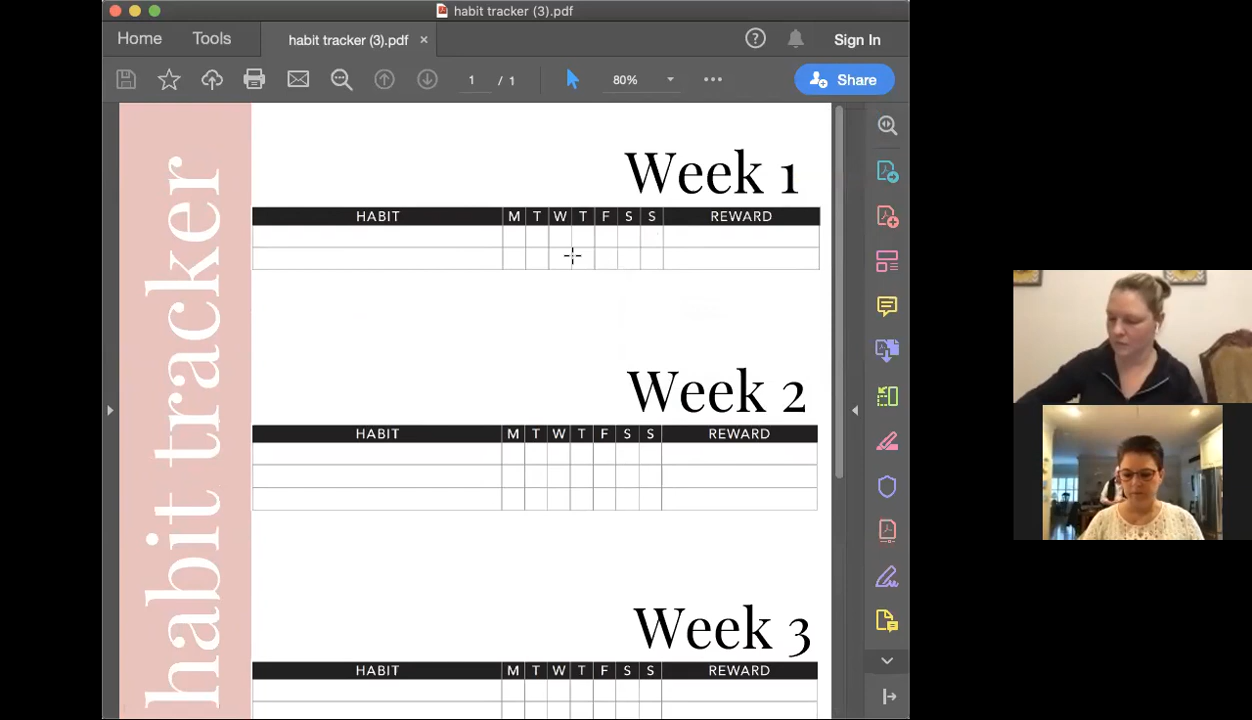 habit tracker (3).pdf
Home
Tools
habit tracker (3).pdf ×
Sign In
1 / 1
80%
Share
habit tracker
Week 1
HABIT M T W T F S S REWARD
Week 2
HABIT M T W T F S S REWARD
Week 3
HABIT M T W T F S S REWARD